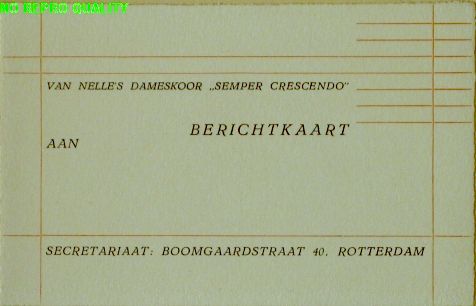 NO REPRO QUALITY
VAN NELLE'S DAMESKOOR „SEMPER CRESCENDO"
BERICHTKAART
AAN
SECRETARIAAT: BOOMGAARDSTRAAT 40, ROTTERDAM